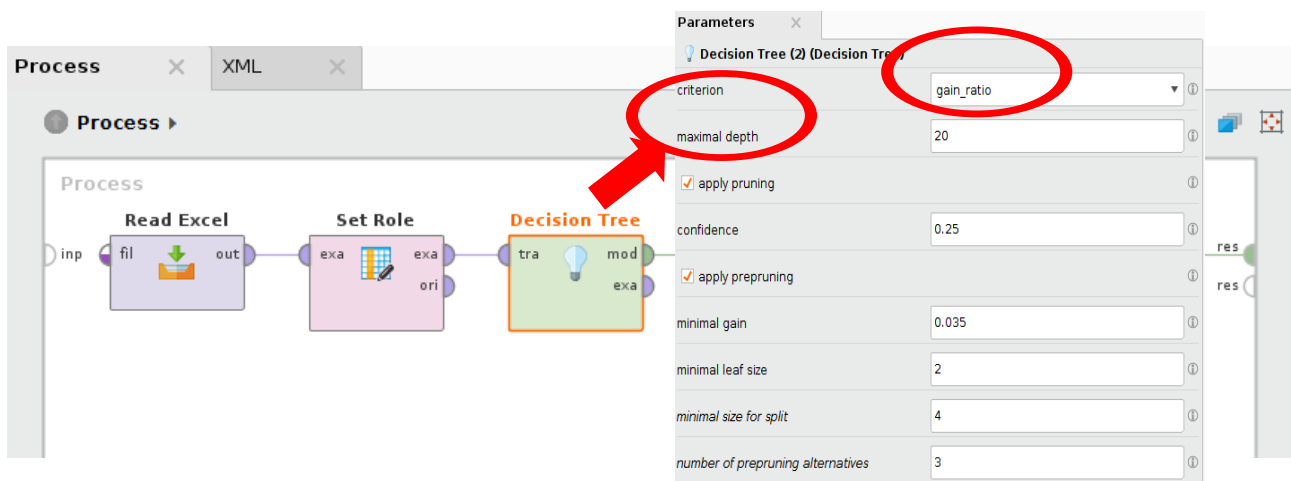 Process
XML
Process
Process
Read Excel
Set Role
Decision Tree
inp
fil
out
exa
exa
ori
tra
mod
exa
res
res
Parameters
Decision Tree (2) (Decision Tree)
criterion
gain_ratio
maximal depth
20
apply pruning
confidence
0.25
apply prepruning
minimal gain
0.035
minimal leaf size
2
minimal size for split
4
number of prepruning alternatives
3